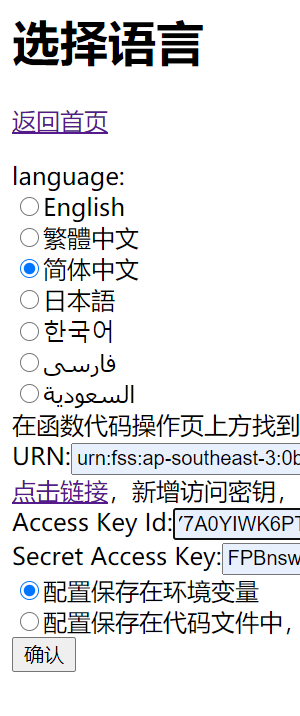 选择语言
返回首页
language:
English
繁體中文
简体中文
日本語
한국어
فارسی
السعودية
在函数代码操作页上方找到
URN: urn:fss:ap-southeast-3:0b
点击链接，新增访问密钥，
Access Key Id: 7A0YIWK6PT
Secret Access Key: FPBnsw
配置保存在环境变量
配置保存在代码文件中，
确认